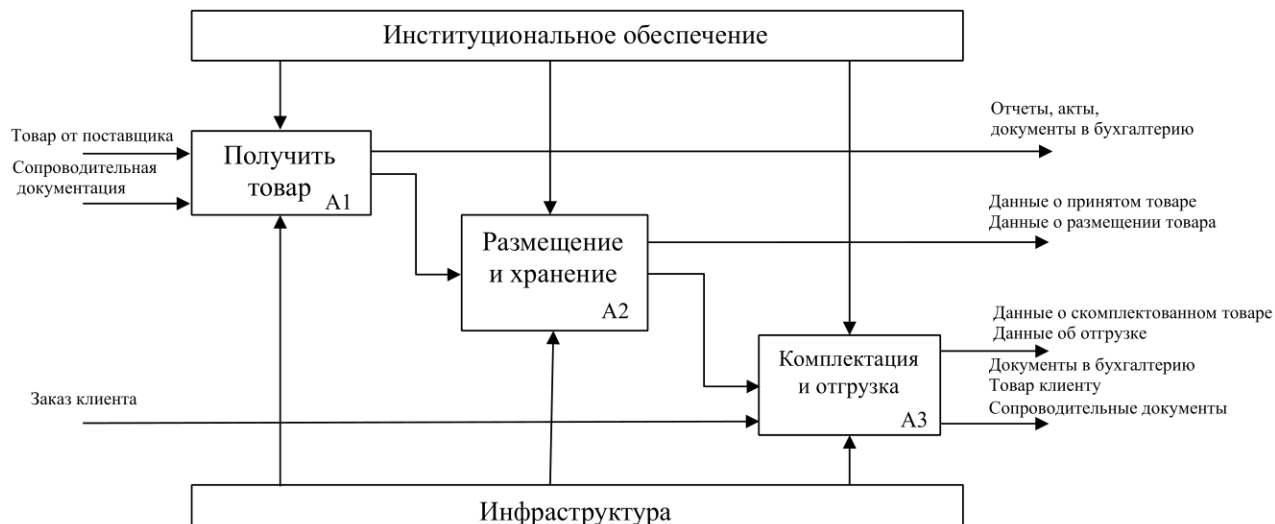 Институциональное обеспечение
Отчеты, акты,
документы в бухгалтерию
Товар от поставщика
Сопроводительная
документация
Получить
товар
A1
Данные о принятом товаре
Данные о размещении товара
Размещение
и хранение
A2
Данные о скомплектованном товаре
Данные об отгрузке
Комплектация
и отгрузка
A3
Документы в бухгалтерию
Товар клиенту
Сопроводительные документы
Заказ клиента
Инфраструктура